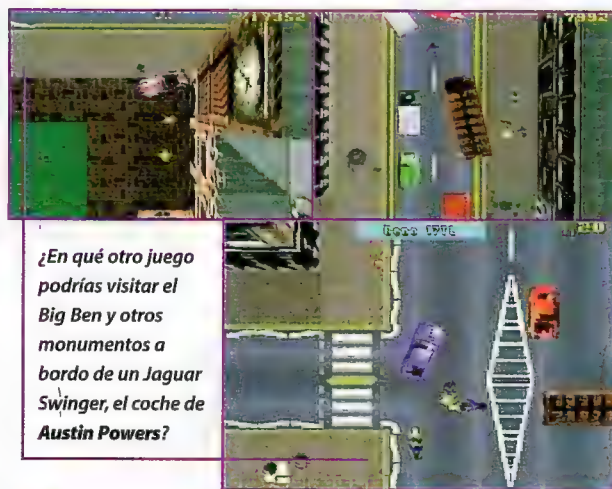 7992
¿En qué otro juego
podrías visitar el
Big Ben y otros
monumentos a
bordo de un Jaguar
Swinger, el coche de
Austin Powers?